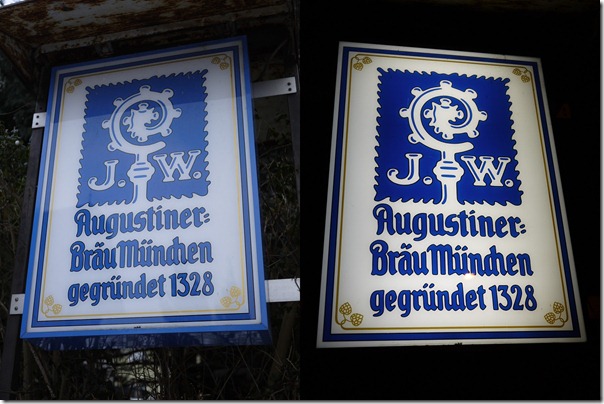 J. W.
Augustiner=
Bräu München
gegründet 1328
J. W.
Augustiner=
Bräu München
gegründet 1328